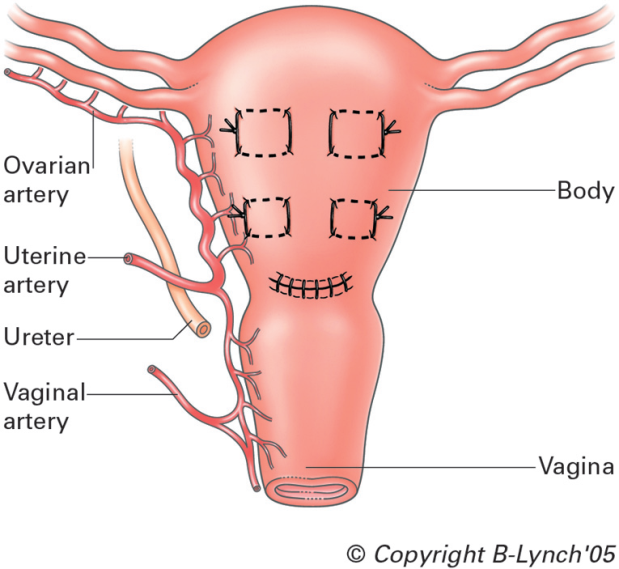 Ovarian
artery
Body
Uterine
artery
Ureter
Vaginal
artery
Vagina
© Copyright B-Lynch'05